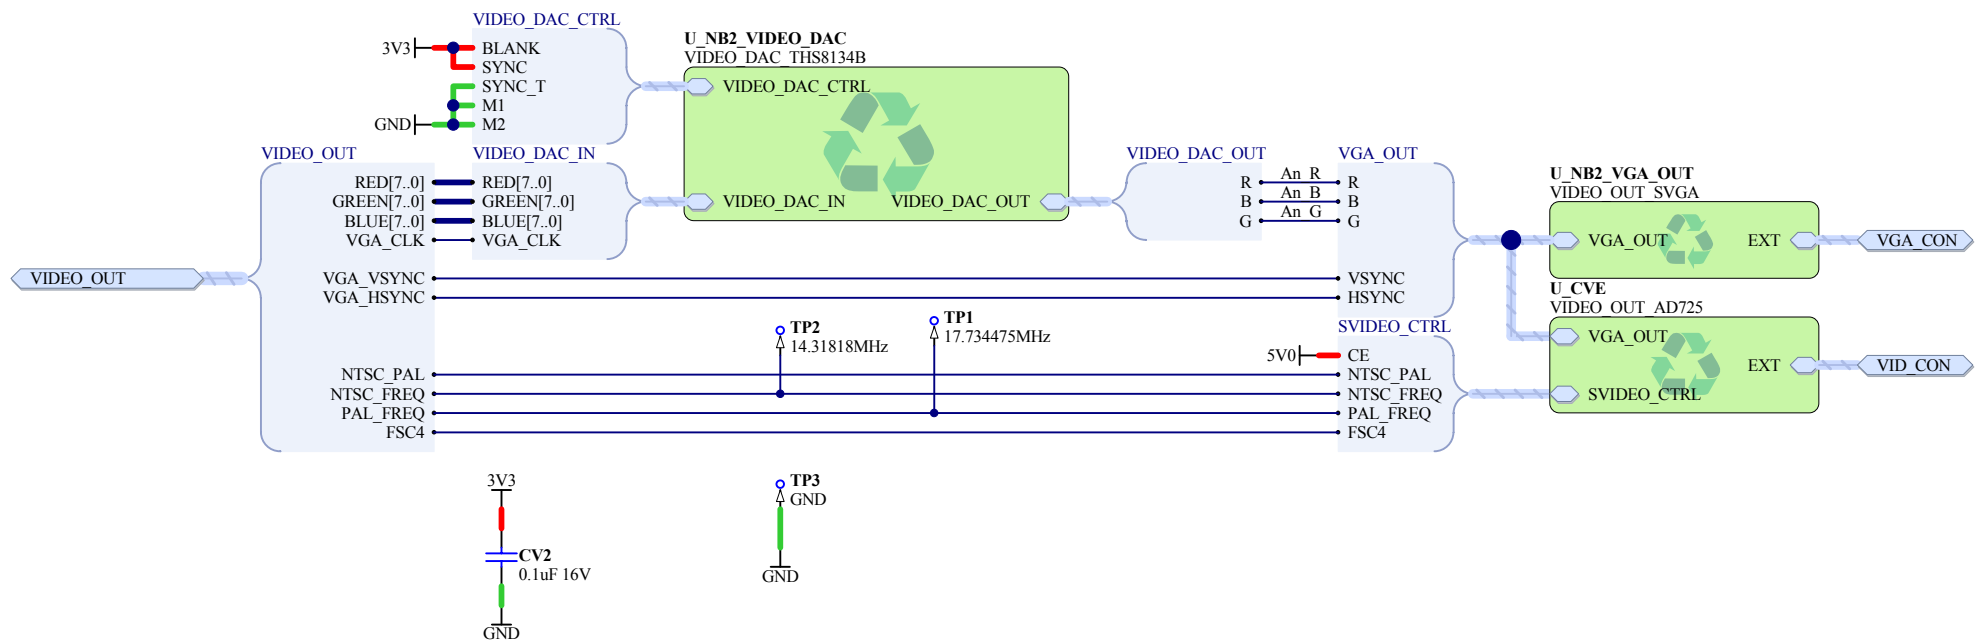 VIDEO_DAC_CTRL
3V3
BLANK
SYNC
SYNC_T
M1
GND
M2
U_NB2_VIDEO_DAC
VIDEO_DAC_THS8134B
VIDEO_DAC_CTRL
VIDEO_DAC_IN
VIDEO_DAC_OUT
VIDEO_OUT
VIDEO_DAC_IN
RED[7..0]
RED[7..0]
GREEN[7..0]
GREEN[7..0]
BLUE[7..0]
BLUE[7..0]
VGA_CLK
VGA_CLK
VIDEO_OUT
VGA_VSYNC
VGA_HSYNC
NTSC_PAL
NTSC_FREQ
PAL_FREQ
FSC4
VIDEO_DAC_OUT
VGA_OUT
R
An_R
R
B
An_B
B
G
An_G
G
VSYNC
HSYNC
TP2
14.31818MHz
TP1
17.734475MHz
SVIDEO_CTRL
5V0
CE
NTSC_PAL
NTSC_FREQ
PAL_FREQ
FSC4
U_NB2_VGA_OUT
VIDEO_OUT_SVGA
VGA_OUT
EXT
VGA_CON
U_CVE
VIDEO_OUT_AD725
VGA_OUT
EXT
VID_CON
SVIDEO_CTRL
3V3
CV2
0.1uF 16V
GND
TP3
GND
GND